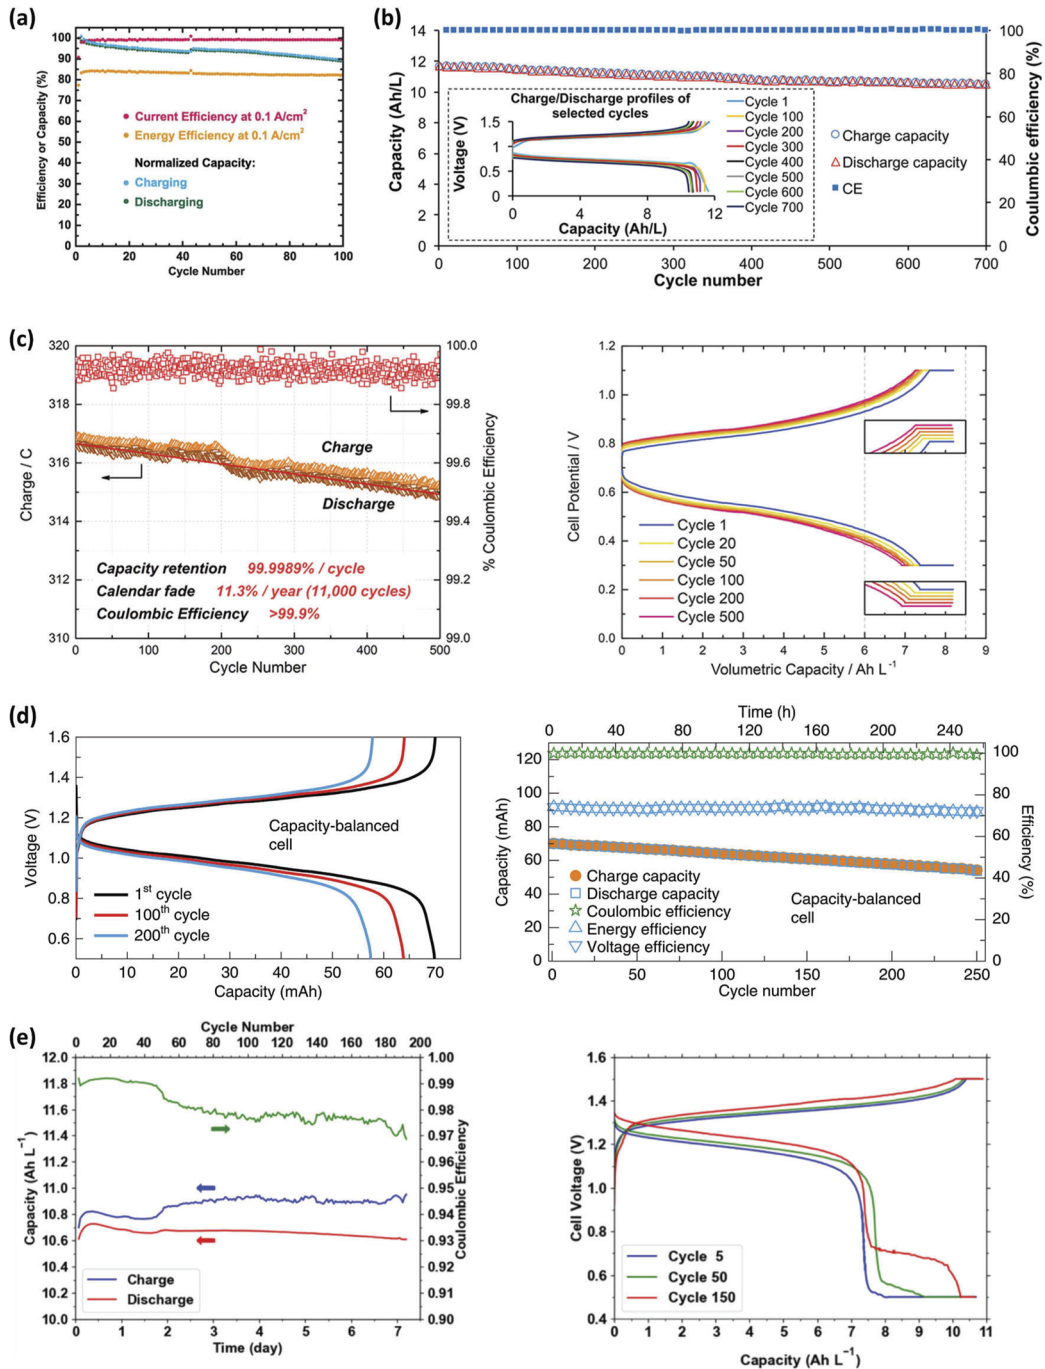 (a)
Efficiency or Capacity (%)
100
90
80
70
60
50
40
30
20
10
0
Current Efficiency at 0.1 A/cm²
Energy Efficiency at 0.1 A/cm²
Normalized Capacity:
Charging
Discharging
0 20 40 60 80 100
Cycle Number
(b)
Capacity (Ah/L)
14
12
10
8
6
4
2
0
Charge/Discharge profiles of
selected cycles
Voltage (V)
1.5
1
0.5
0
0 4 8 12
Capacity (Ah/L)
Cycle 1
Cycle 100
Cycle 200
Cycle 300
Cycle 400
Cycle 500
Cycle 600
Cycle 700
Charge capacity
Discharge capacity
CE
100
80
60
40
20
0
Coulumbic efficiency (%)
0 100 200 300 400 500 600 700
Cycle number
(c)
Charge / C
320
318
316
314
312
310
Charge
Discharge
Capacity retention 99.9989% / cycle
Calendar fade 11.3% / year (11,000 cycles)
Coulombic Efficiency >99.9%
100.0
99.8
99.6
99.4
99.2
99.0
% Coulombic Efficiency
0 100 200 300 400 500
Cycle Number
Cell Potential / V
1.2
1.0
0.8
0.6
0.4
0.2
0.0
Cycle 1
Cycle 20
Cycle 50
Cycle 100
Cycle 200
Cycle 500
0 1 2 3 4 5 6 7 8 9
Volumetric Capacity / Ah L⁻¹
(d)
Voltage (V)
1.6
1.4
1.2
1.0
0.8
0.6
Capacity-balanced
cell
1st cycle
100th cycle
200th cycle
0 10 20 30 40 50 60 70
Capacity (mAh)
Time (h)
0 40 80 120 160 200 240
Capacity (mAh)
120
100
80
60
40
20
0
Charge capacity
Discharge capacity
Coulombic efficiency
Energy efficiency
Voltage efficiency
Capacity-balanced
cell
100
80
60
40
20
0
Efficiency (%)
0 50 100 150 200 250
Cycle number
(e)
Cycle Number
0 20 40 60 80 100 120 140 160 180 200
Capacity (Ah L⁻¹)
12.0
11.8
11.6
11.4
11.2
11.0
10.8
10.6
10.4
10.2
10.0
Charge
Discharge
1.00
0.99
0.98
0.97
0.96
0.95
0.94
0.93
0.92
0.91
0.90
Coulombic Efficiency
0 1 2 3 4 5 6 7
Time (day)
Cell Voltage (V)
1.6
1.4
1.2
1.0
0.8
0.6
0.4
Cycle 5
Cycle 50
Cycle 150
0 1 2 3 4 5 6 7 8 9 10 11
Capacity (Ah L⁻¹)